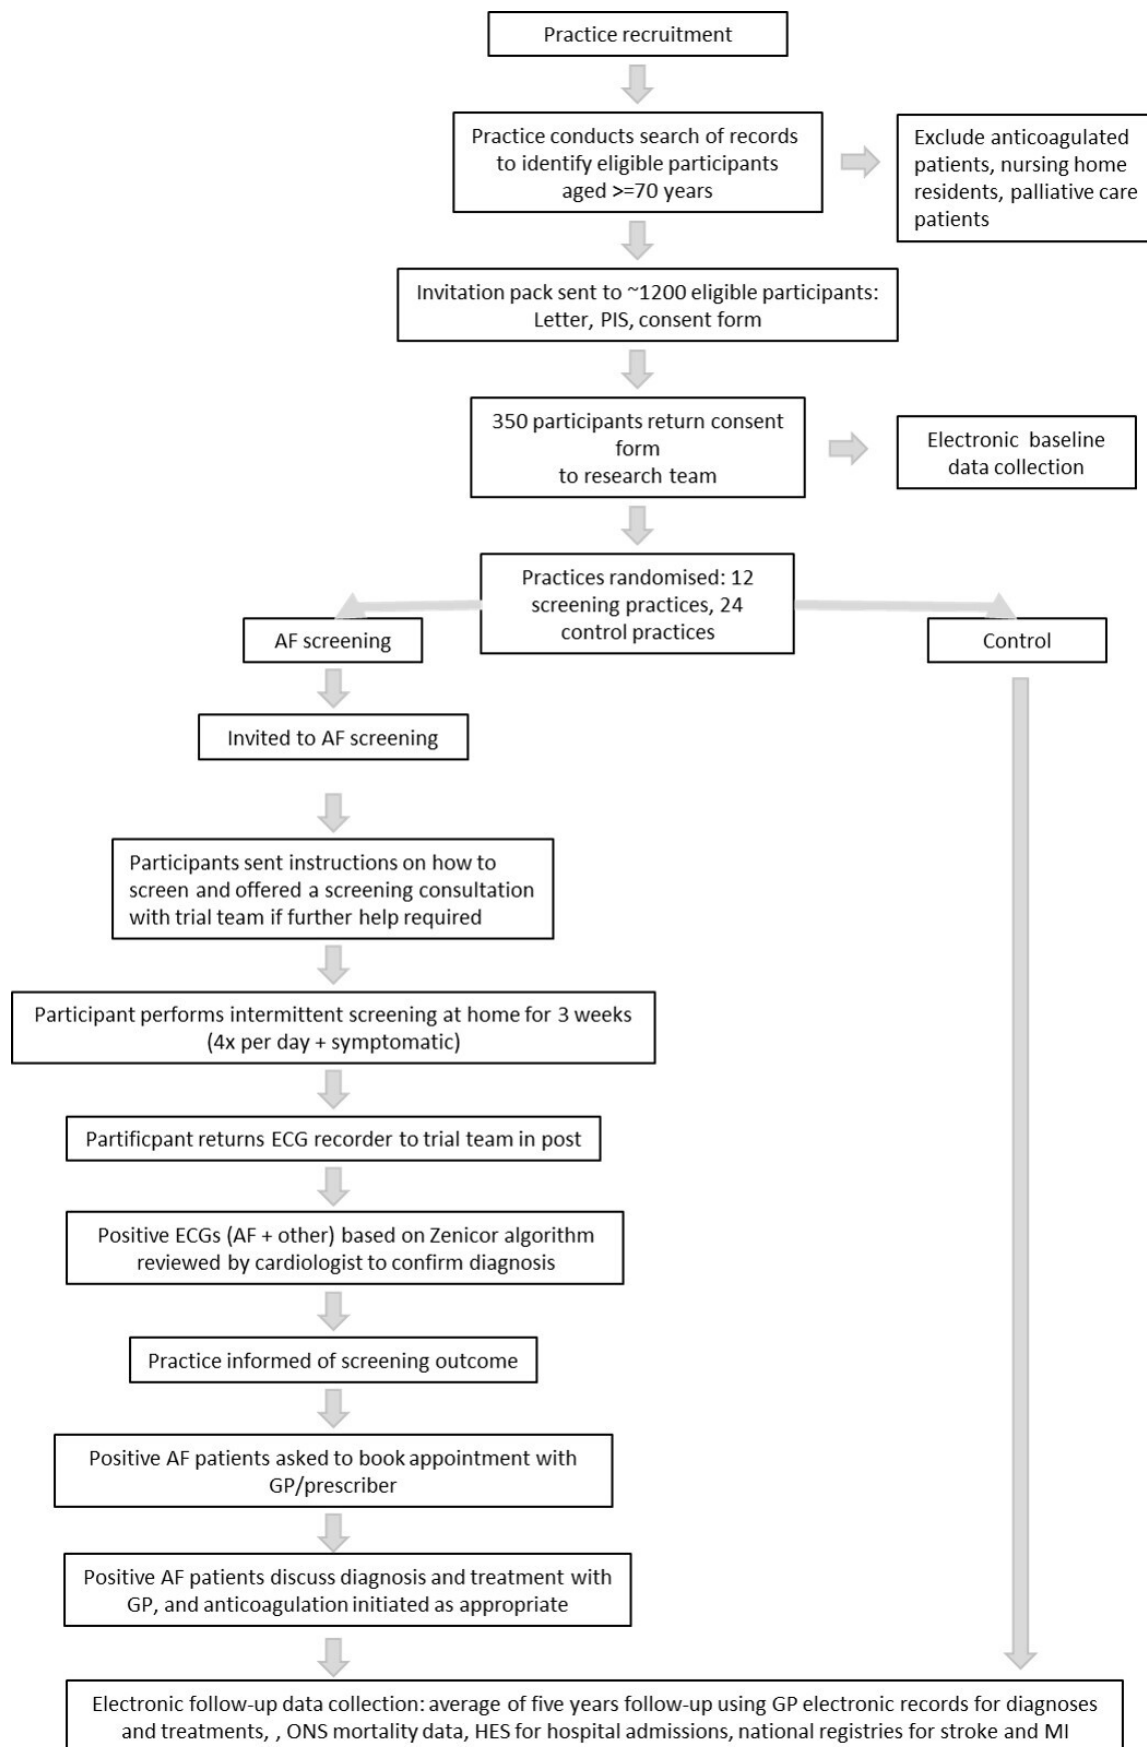 Practice recruitment
Practice conducts search of records
to identify eligible participants
aged >=70 years
Exclude anticoagulated
patients, nursing home
residents, palliative care
patients
Invitation pack sent to ~1200 eligible participants:
Letter, PIS, consent form
350 participants return consent
form
to research team
Electronic baseline
data collection
Practices randomised: 12
screening practices, 24
control practices
AF screening
Control
Invited to AF screening
Participants sent instructions on how to
screen and offered a screening consultation
with trial team if further help required
Participant performs intermittent screening at home for 3 weeks
(4x per day + symptomatic)
Partificpant returns ECG recorder to trial team in post
Positive ECGs (AF + other) based on Zenicor algorithm
reviewed by cardiologist to confirm diagnosis
Practice informed of screening outcome
Positive AF patients asked to book appointment with
GP/prescriber
Positive AF patients discuss diagnosis and treatment with
GP, and anticoagulation initiated as appropriate
Electronic follow-up data collection: average of five years follow-up using GP electronic records for diagnoses
and treatments, , ONS mortality data, HES for hospital admissions, national registries for stroke and MI